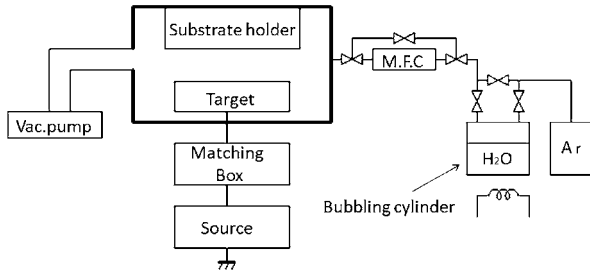 Substrate holder
M.F.C
Target
Vac.pump
Matching
Box
H₂O
Ar
Bubbling cylinder
Source